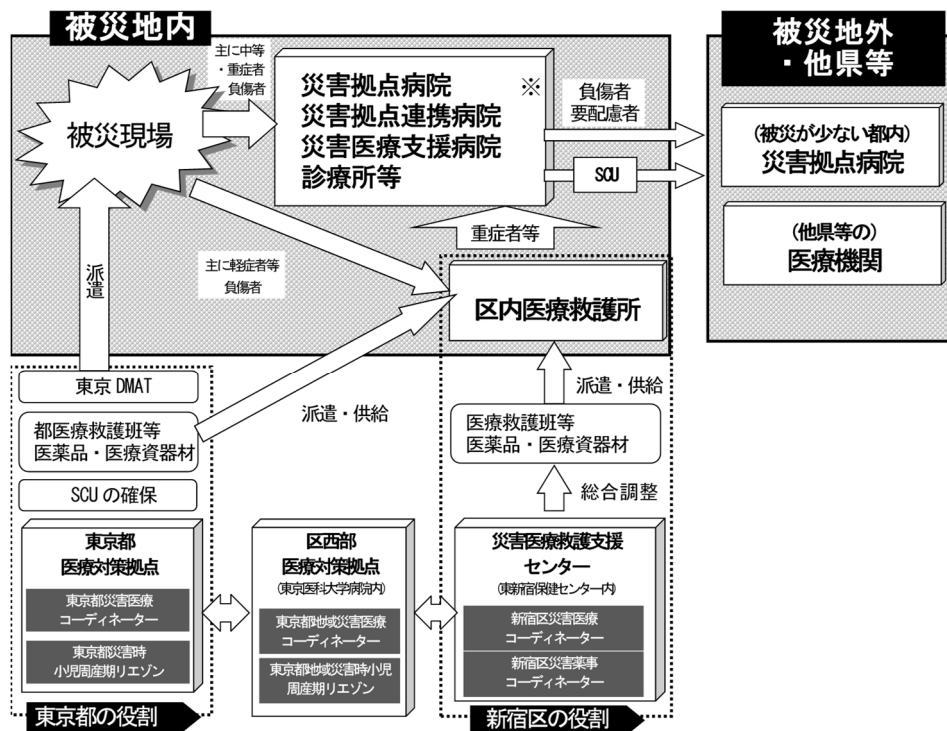 被災地内
被災地外
・他県等
主に中等
・重症者
負傷者
被災現場
災害拠点病院 ※
災害拠点連携病院
災害医療支援病院
診療所等
負傷者
要配慮者
SCU
(被災が少ない都内)
災害拠点病院
(他県等の)
医療機関
重症者等
派遣
主に軽症者等
負傷者
区内医療救護所
東京 DMAT
都医療救護班等
医薬品・医療資器材
SCU の確保
派遣・供給
派遣・供給
医療救護班等
医薬品・医療資器材
総合調整
東京都
医療対策拠点
東京都災害医療
コーディネーター
東京都災害時
小児周産期リエゾン
区西部
医療対策拠点
(東京医科大学病院内)
東京都地域災害医療
コーディネーター
東京都地域災害時小児
周産期リエゾン
災害医療救護支援
センター
(東新宿保健センター内)
新宿区災害医療
コーディネーター
新宿区災害薬事
コーディネーター
東京都の役割
新宿区の役割